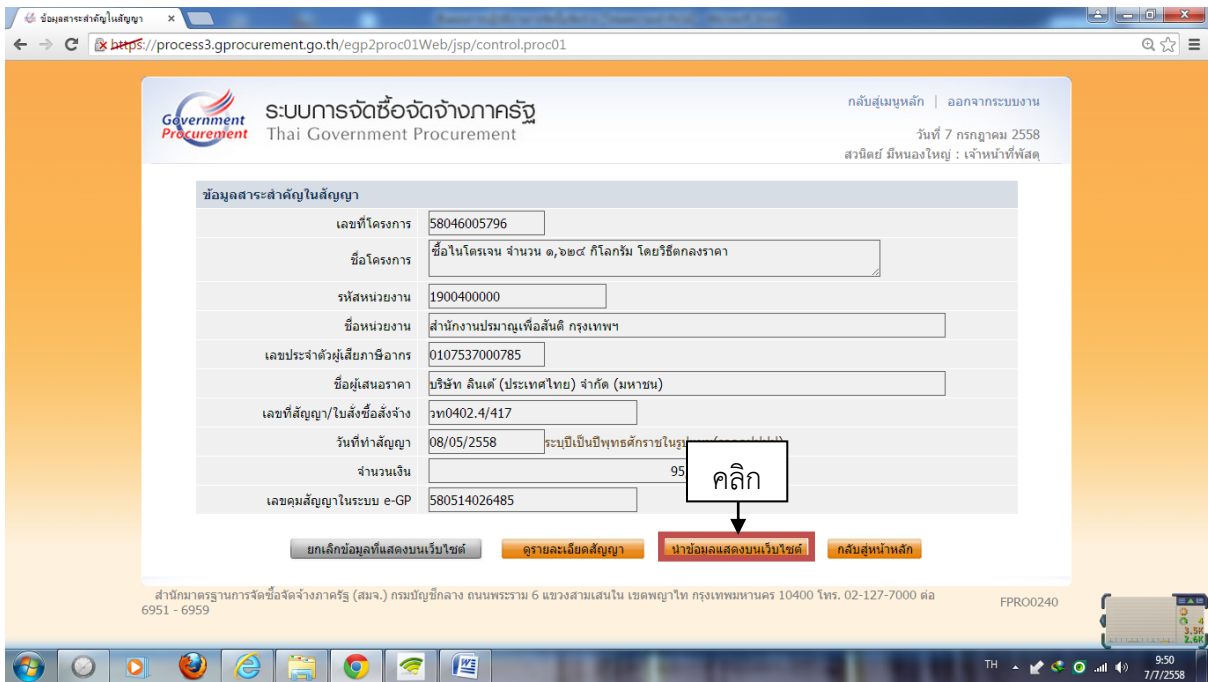 ข้อมูลสาระสำคัญในสัญญา
https://process3.gprocurement.go.th/egp2proc01Web/jsp/control.proc01
Government
Procurement
ระบบการจัดซื้อจัดจ้างภาครัฐ
Thai Government Procurement
กลับสู่เมนูหลัก | ออกจากระบบงาน
วันที่ 7 กรกฎาคม 2558
สวนิตย์ มีหนองใหญ่ : เจ้าหน้าที่พัสดุ
ข้อมูลสาระสำคัญในสัญญา
เลขที่โครงการ 58046005796
ชื่อโครงการ ซื้อไนโตรเจน จำนวน ๑,๖๒๔ กิโลกรัม โดยวิธีตกลงราคา
รหัสหน่วยงาน 1900400000
ชื่อหน่วยงาน สำนักงานปรมาณูเพื่อสันติ กรุงเทพฯ
เลขประจำตัวผู้เสียภาษีอากร 0107537000785
ชื่อผู้เสนอราคา บริษัท ลินเด้ (ประเทศไทย) จำกัด (มหาชน)
เลขที่สัญญา/ใบสั่งซื้อสั่งจ้าง วท0402.4/417
วันที่ทำสัญญา 08/05/2558 ระบุปีเป็นปีพุทธศักราชใน
จำนวนเงิน 95
คลิก
เลขคุมสัญญาในระบบ e-GP 580514026485
ยกเลิกข้อมูลที่แสดงบนเว็บไซต์ ดูรายละเอียดสัญญา นำข้อมูลแสดงบนเว็บไซต์ กลับสู่หน้าหลัก
สำนักมาตรฐานการจัดซื้อจัดจ้างภาครัฐ (สมจ.) กรมบัญชีกลาง ถนนพระราม 6 แขวงสามเสนใน เขตพญาไท กรุงเทพมหานคร 10400 โทร. 02-127-7000 ต่อ
6951 - 6959
FPRO0240
4
3.5K
2.6K
TH
9:50
7/7/2558